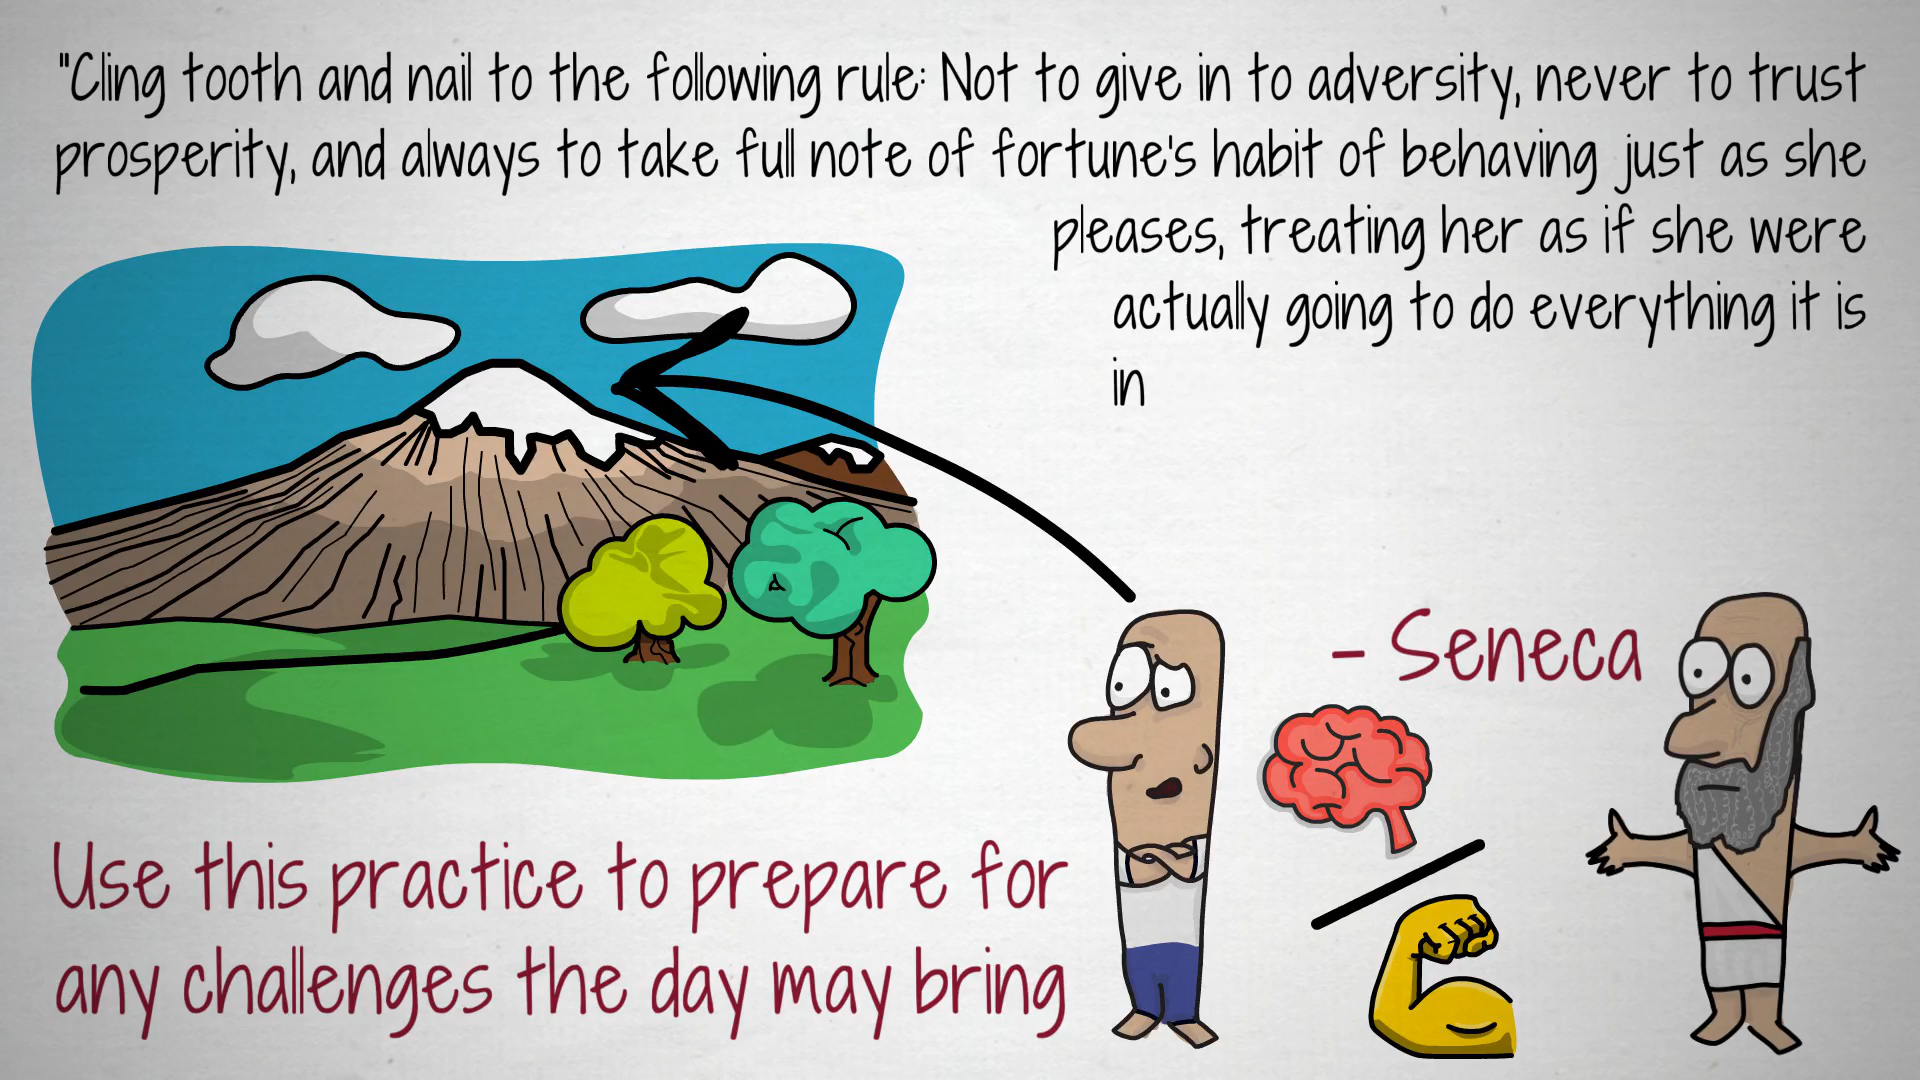 "Cling tooth and nail to the following rule: Not to give in to adversity, never to trust
prosperity, and always to take full note of fortune's habit of behaving just as she
pleases, treating her as if she were
actually going to do everything it is
in
- Seneca
Use this practice to prepare for
any challenges the day may bring